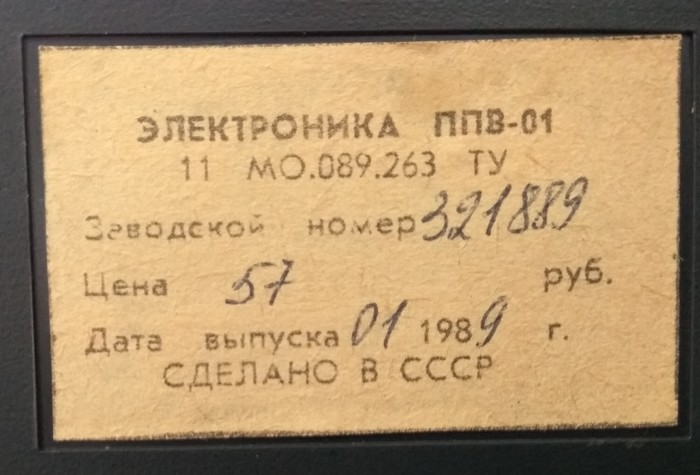 ЭЛЕКТРОНИКА ППВ-01
11 МО.089.263 ТУ
Заводской номер 321889
Цена 57 руб.
Дата выпуска 01 1989 г.
СДЕЛАНО В СССР